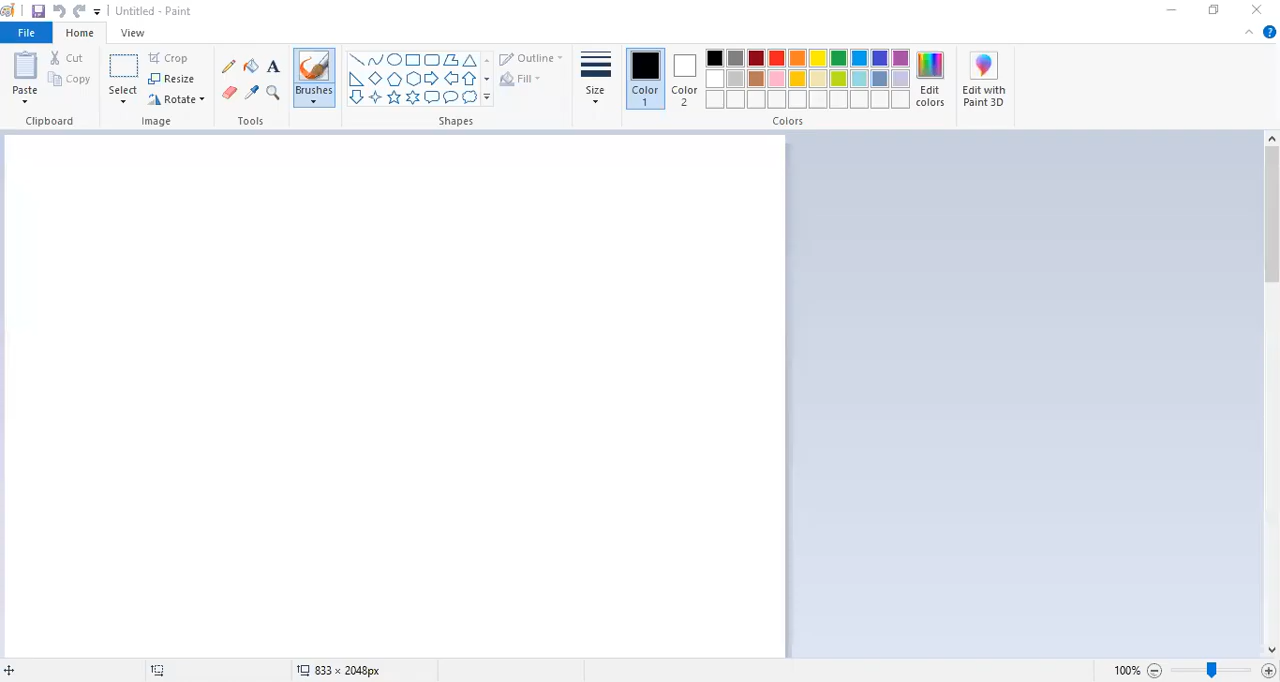 Untitled - Paint
File Home View
Paste Cut Copy
Clipboard
Select Crop Resize Rotate
Image
A
Tools
Brushes
Outline Fill
Shapes
Size
Color 1 Color 2
Edit colors
Colors
Edit with Paint 3D
833 × 2048px 100%